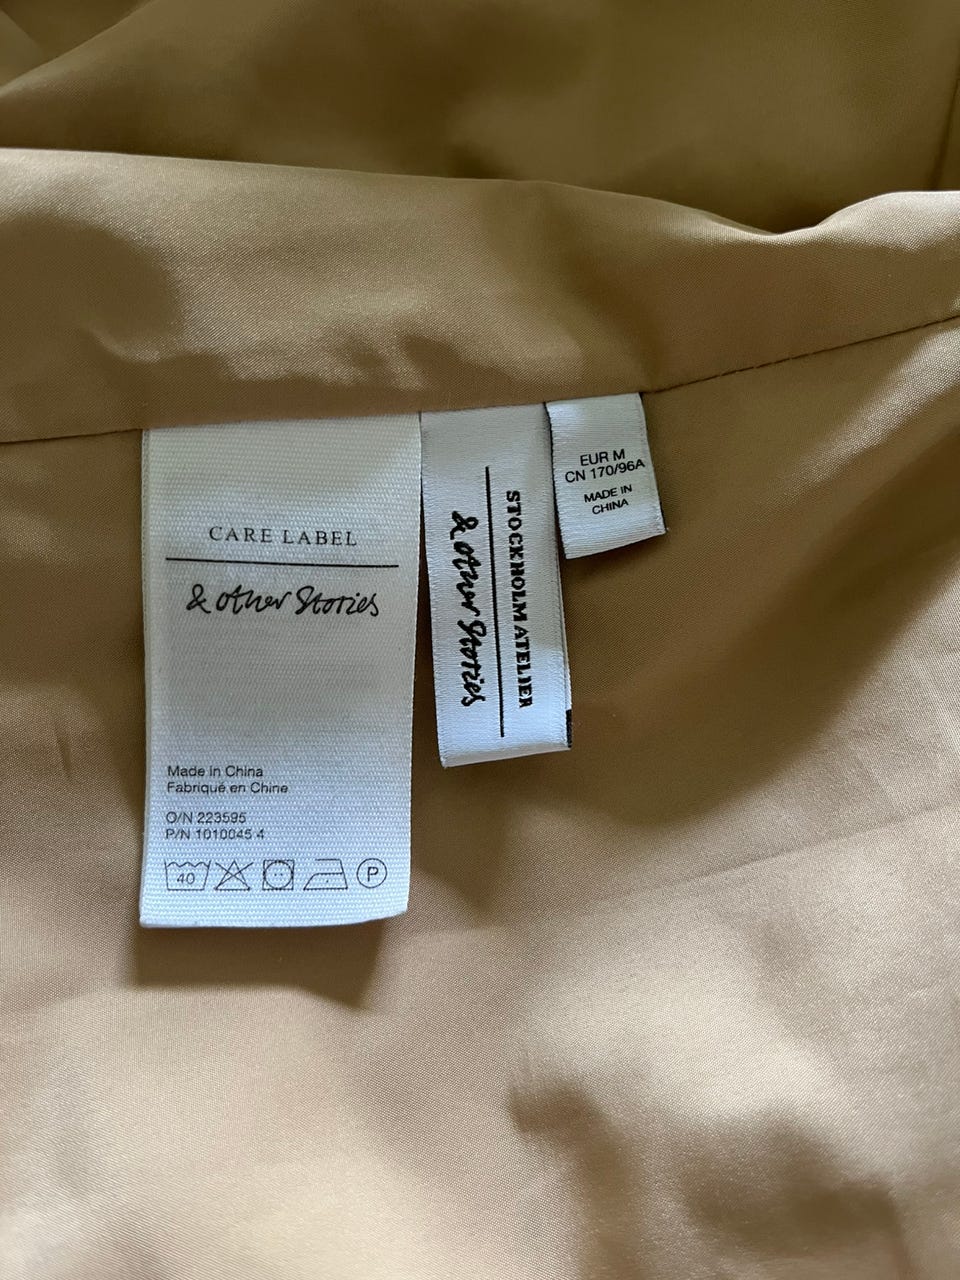 CARE LABEL
& other Stories
Made in China
Fabriqué en Chine
O/N 223595
P/N 1010045 4
40
P
STOCKHOLM ATELIER
& other Stories
EUR M
CN 170/96A
MADE IN
CHINA